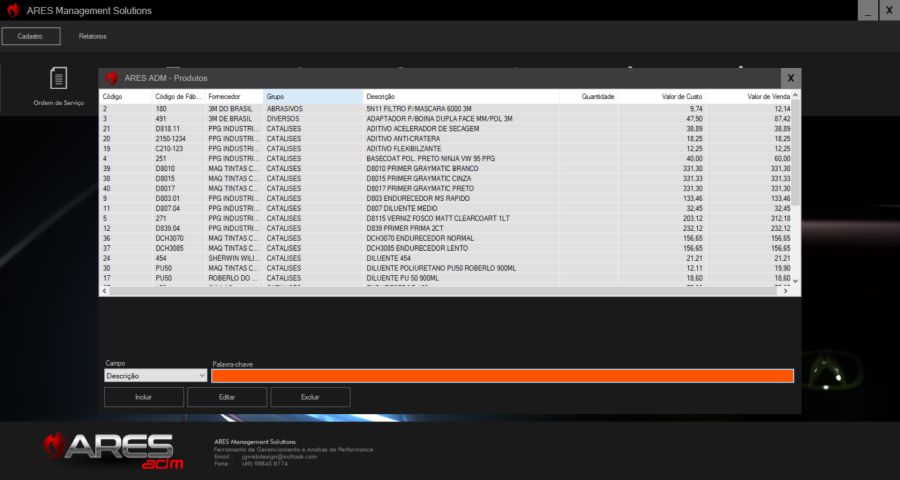 ARES Management Solutions
_ X
Cadastro Relatorios
Ordem de Serviço
ARES ADM - Produtos X
Código Código de Fáb... Fornecedor Grupo Descrição Quantidade Valor de Custo Valor de Venda
2 180 3M DO BRASIL ABRASIVOS 5N11 FILTRO P/MASCARA 6000 3M 9,74 12,14
3 491 3M DE BRASIL DIVERSOS ADAPTADOR P/BOINA DUPLA FACE MM/POL 3M 47,90 87,42
21 D818.11 PPG INDUSTRI... CATALISES ADITIVO ACELERADOR DE SECAGEM 38,89 38,89
20 2150-1234 PPG INDUSTRI... CATALISES ADITIVO ANTI-CRATERA 18,25 18,25
19 C210-123 PPG INDUSTRI... CATALISES ADITIVO FLEXIBILZANTE 12,25 12,25
4 251 PPG INDUSTRI... CATALISES BASECOAT POL. PRETO NINJA VW 95 PPG 40,00 60,00
39 D8010 MAQ TINTAS C... CATALISES D8010 PRIMER GRAYMATIC BRANCO 331,30 331,30
38 D8015 MAQ TINTAS C... CATALISES D8015 PRIMER GRAYMATIC CINZA 331,33 331,33
40 D8017 MAQ TINTAS C... CATALISES D8017 PRIMER GRAYMATIC PRETO 331,30 331,30
9 D803.01 PPG INDUSTRI... CATALISES D803 ENDURECEDOR MS RAPIDO 133,46 133,46
11 D807.04 PPG INDUSTRI... CATALISES D807 DILUENTE MEDIO 32,45 32,45
5 271 PPG INDUSTRI... CATALISES D8115 VERNIZ FOSCO MATT CLEARCOART 1LT 203,12 312,18
12 D839.04 PPG INDUSTRI... CATALISES D839 PRIMER PRIMA 2CT 232,12 232,12
36 DCH3070 MAQ TINTAS C... CATALISES DCH3070 ENDURECEDOR NORMAL 156,65 156,65
37 DCH3085 MAQ TINTAS C... CATALISES DCH3085 ENDURECEDOR LENTO 156,65 156,65
24 454 SHERWIN WILI... CATALISES DILUENTE 454 21,21 21,21
30 PU50 MAQ TINTAS C... CATALISES DILUENTE POLIURETANO PU50 ROBERLO 900ML 12,11 19,90
17 PU50 ROBERLO DO ... CATALISES DILUENTE PU 50 900ML 18,60 18,60
Campo Palavra-chave
Descrição
Incluir Editar Excluir
ARES adm
ARES Management Solutions
Ferramenta de Gerenciamento e Analise de Performance
Email : jgwebdesign@outlook.com
Fone : (49) 98845 8174